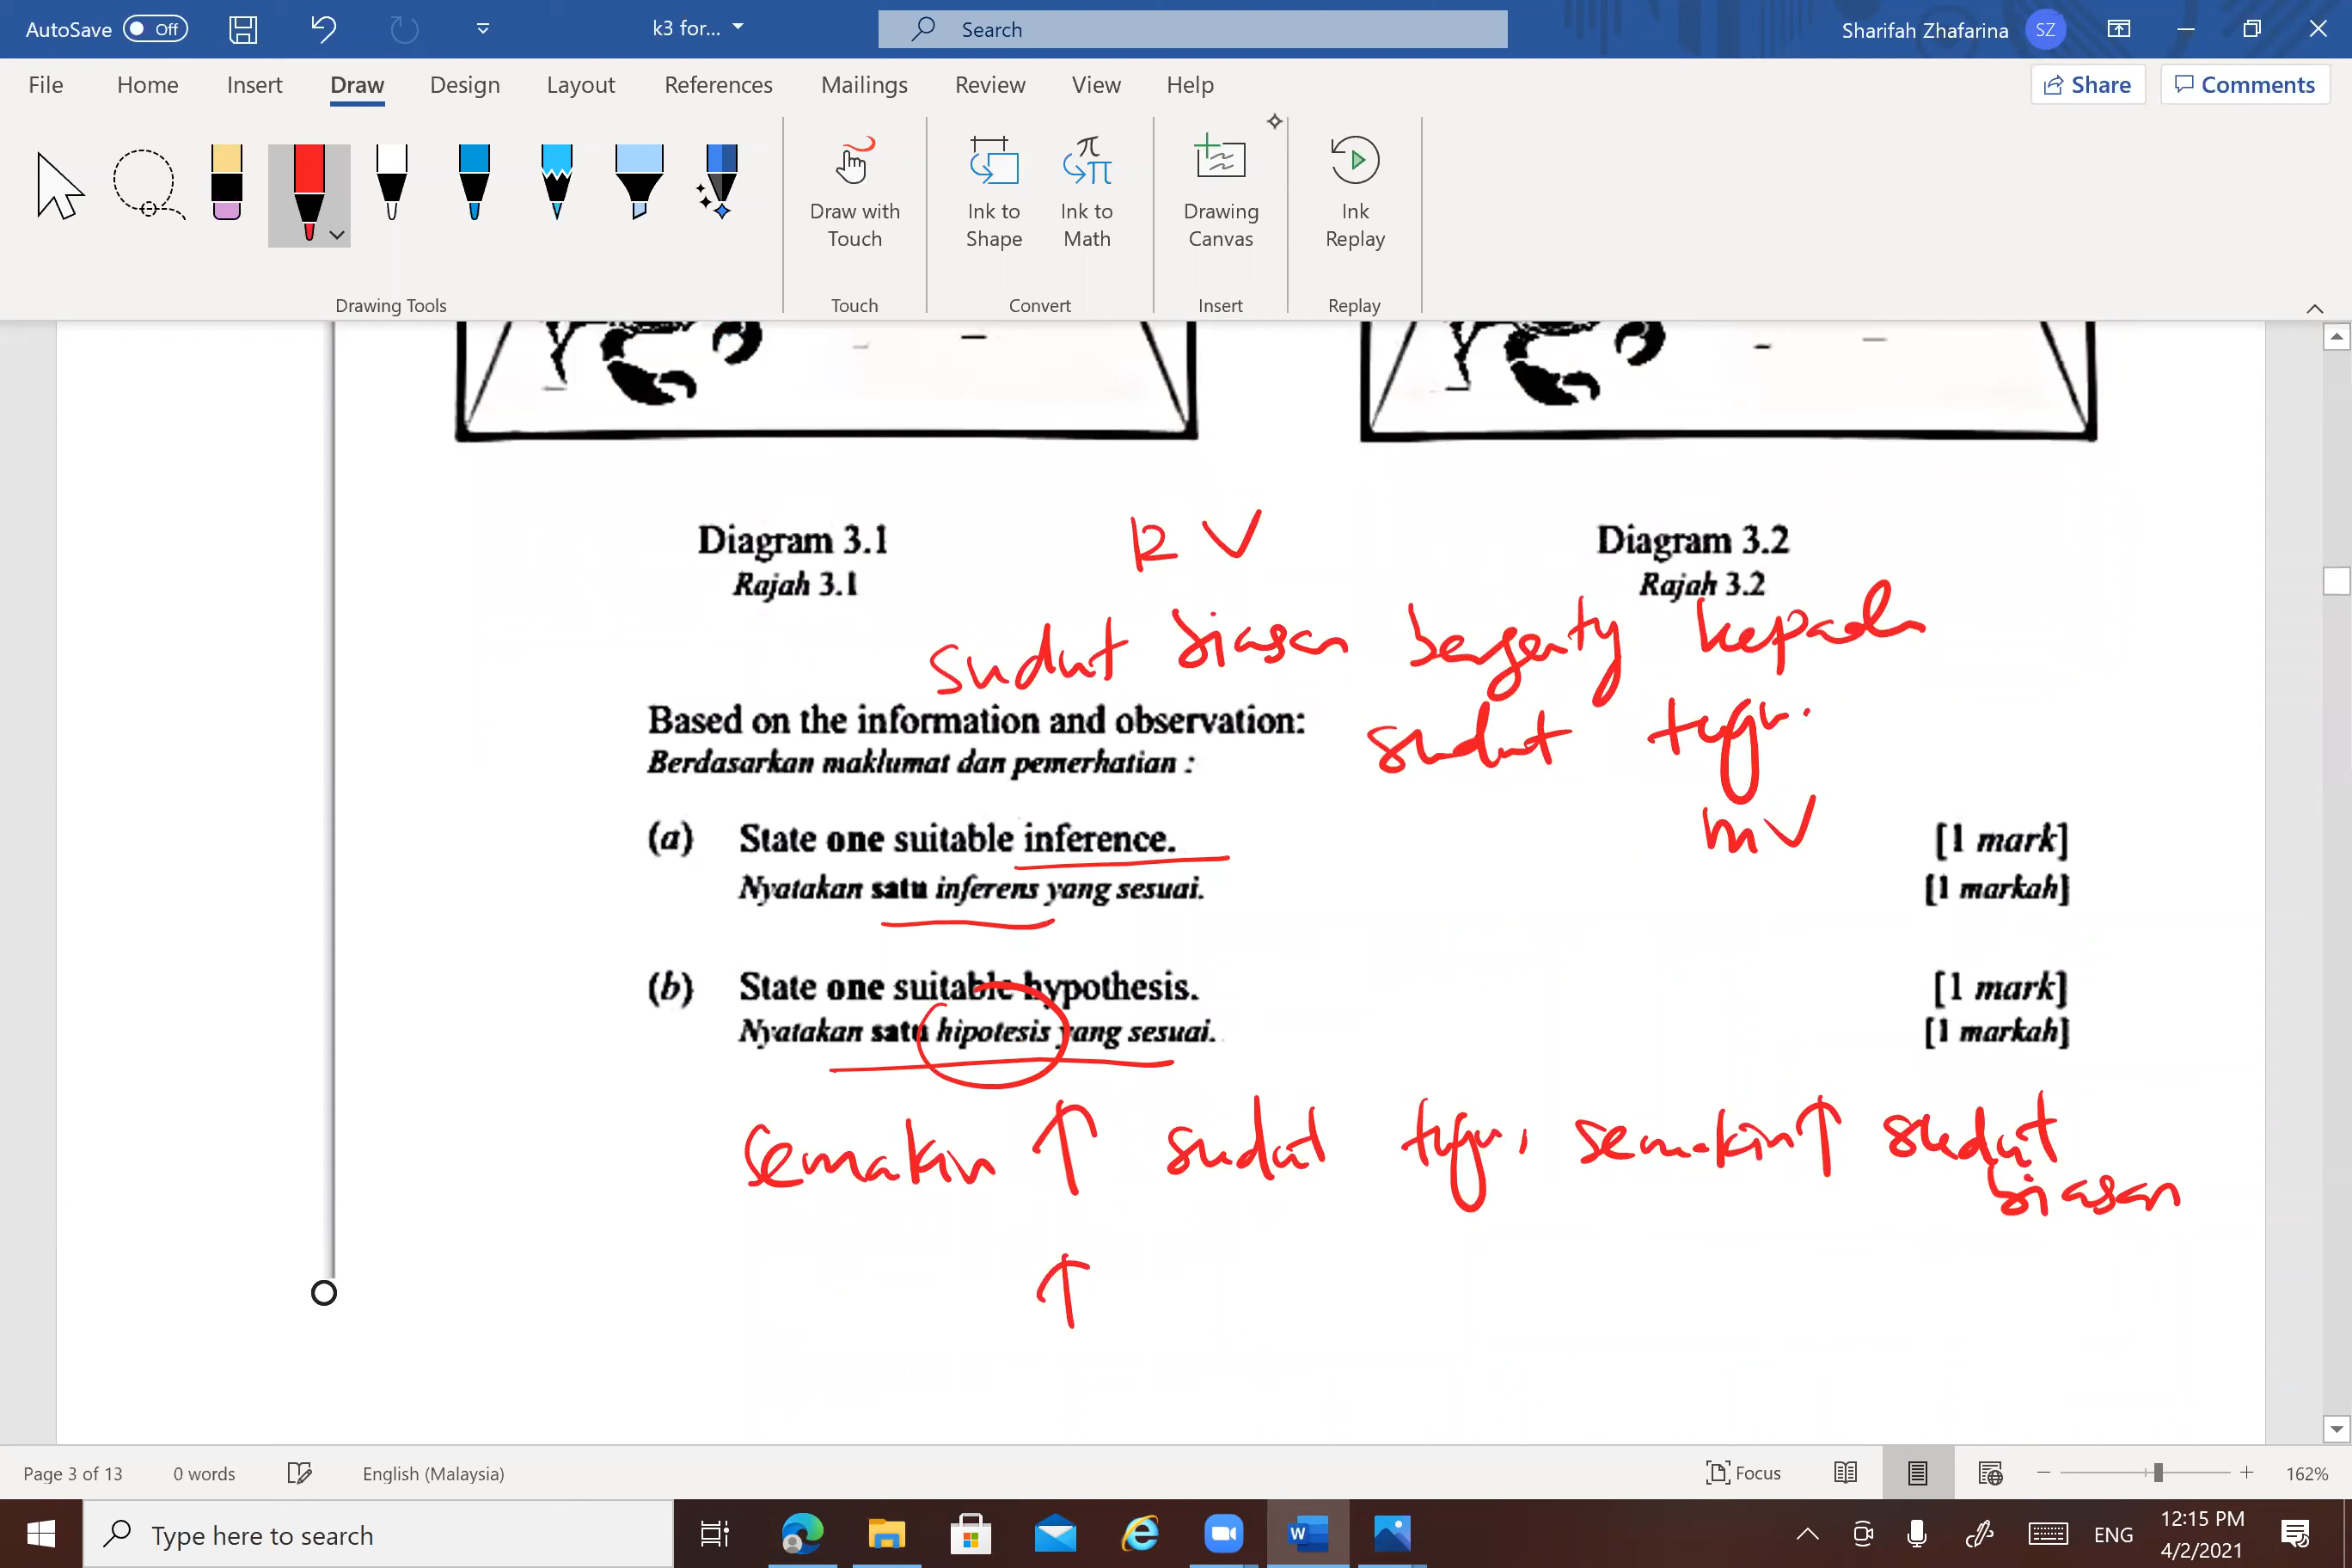 AutoSave Off k3 for... Search Sharifah Zhafarina SZ
File Home Insert Draw Design Layout References Mailings Review View Help Share Comments
Draw with Touch
Ink to Shape
Ink to Math
Drawing Canvas
Ink Replay
Drawing Tools Touch Convert Insert Replay
Diagram 3.1
Rajah 3.1
RV
Diagram 3.2
Rajah 3.2
sudut biasan bergantg kepada
sudut tuju.
Based on the information and observation:
Berdasarkan maklumat dan pemerhatian :
mv
(a) State one suitable inference. [1 mark]
Nyatakan satu inferens yang sesuai. [1 markah]
(b) State one suitable hypothesis. [1 mark]
Nyatakan satu hipotesis yang sesuai. [1 markah]
semakin ↑ sudut tuju, semakin ↑ sudut
biasan
↑
Page 3 of 13 0 words English (Malaysia) Focus 162%
Type here to search W ENG 12:15 PM
4/2/2021